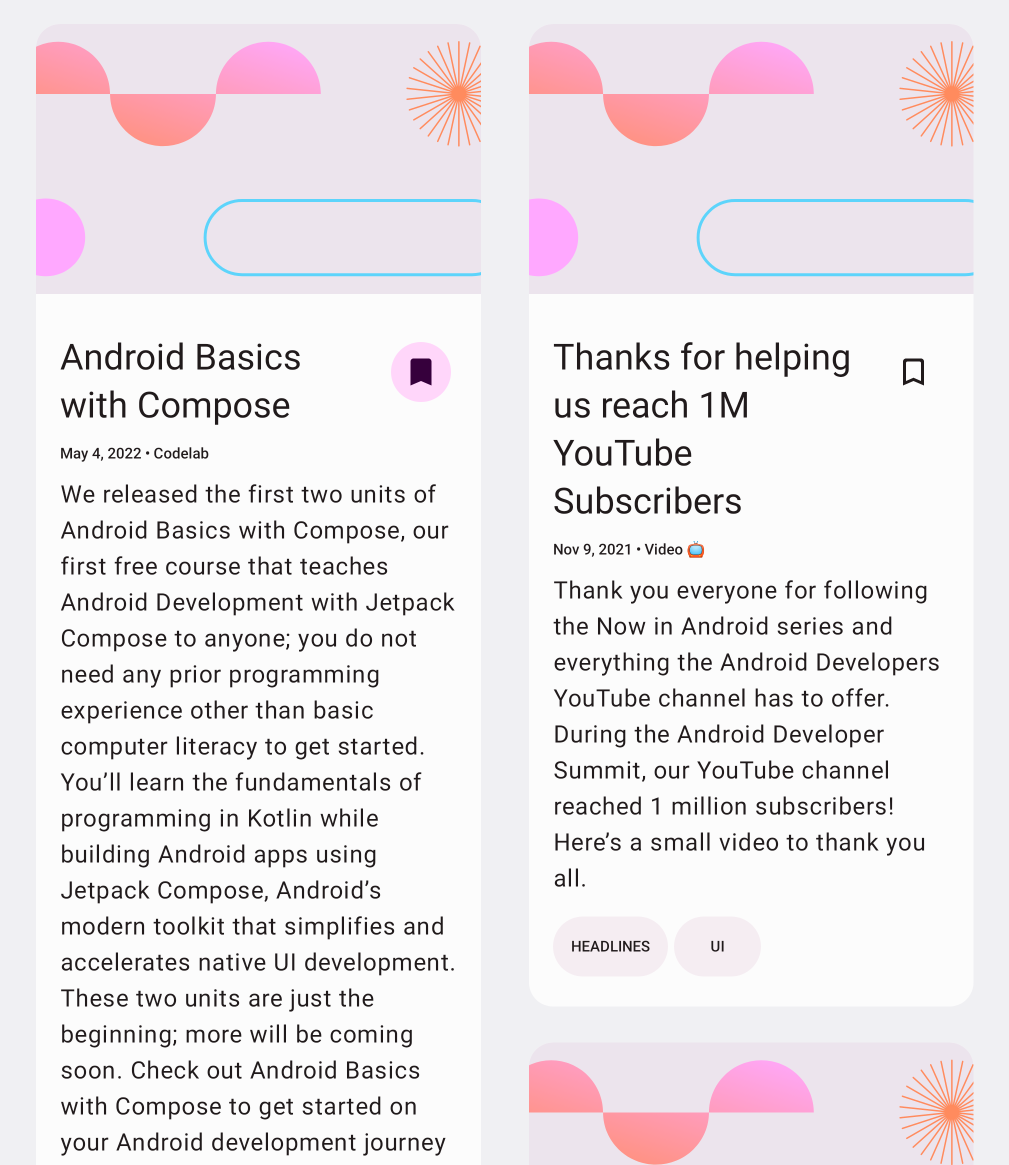 Android Basics
with Compose
May 4, 2022 • Codelab
We released the first two units of
Android Basics with Compose, our
first free course that teaches
Android Development with Jetpack
Compose to anyone; you do not
need any prior programming
experience other than basic
computer literacy to get started.
You’ll learn the fundamentals of
programming in Kotlin while
building Android apps using
Jetpack Compose, Android’s
modern toolkit that simplifies and
accelerates native UI development.
These two units are just the
beginning; more will be coming
soon. Check out Android Basics
with Compose to get started on
your Android development journey
Thanks for helping
us reach 1M
YouTube
Subscribers
Nov 9, 2021 • Video 📺
Thank you everyone for following
the Now in Android series and
everything the Android Developers
YouTube channel has to offer.
During the Android Developer
Summit, our YouTube channel
reached 1 million subscribers!
Here’s a small video to thank you
all.
HEADLINES
UI